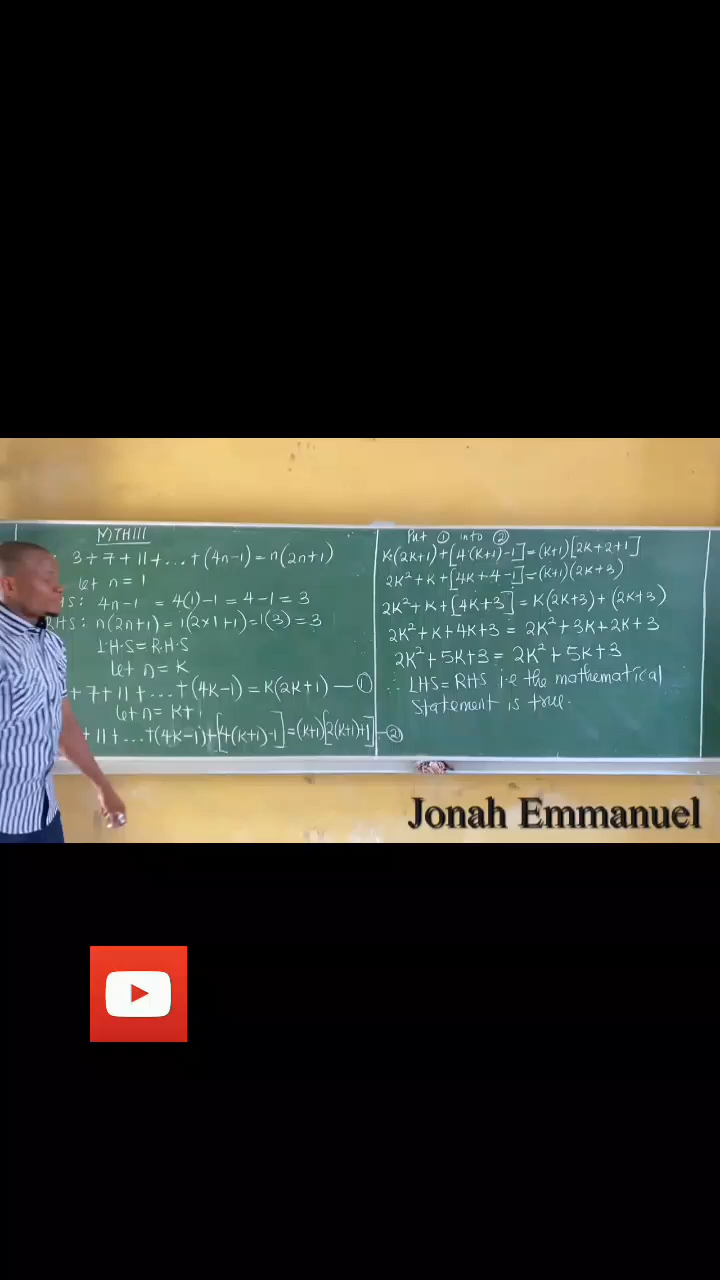 MTH111
3 + 7 + 11 + ... + (4n-1) = n(2n+1)
let n = 1
HS: 4n-1 = 4(1)-1 = 4-1 = 3
RHS: n(2n+1) = 1(2×1+1) = 1(3) = 3
L.H.S = R.H.S
let n = K
+ 7 + 11 + ... + (4K-1) = K(2K+1) — ①
let n = K+1
+ 11 + ... + (4K-1) + [4(K+1)-1] = (K+1)[2(K+1)+1] — ②
Put ① into ②
K(2K+1) + [4(K+1)-1] = (K+1)[2K+2+1]
2K² + K + [4K+4-1] = (K+1)(2K+3)
2K² + K + [4K+3] = K(2K+3) + (2K+3)
2K² + K + 4K + 3 = 2K² + 3K + 2K + 3
2K² + 5K + 3 = 2K² + 5K + 3
∴ LHS = RHS i.e the mathematical
Statement is true.
Jonah Emmanuel